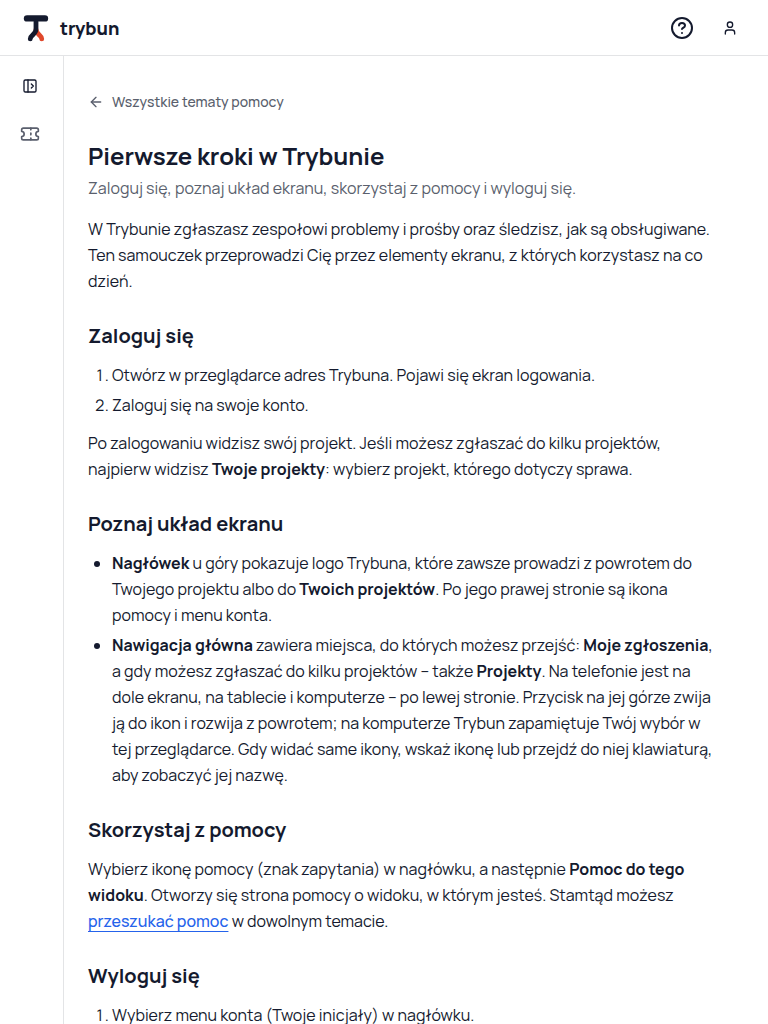 trybun
Wszystkie tematy pomocy
Pierwsze kroki w Trybunie
Zaloguj się, poznaj układ ekranu, skorzystaj z pomocy i wyloguj się.
W Trybunie zgłaszasz zespołowi problemy i prośby oraz śledzisz, jak są obsługiwane.
Ten samouczek przeprowadzi Cię przez elementy ekranu, z których korzystasz na co
dzień.
Zaloguj się
1. Otwórz w przeglądarce adres Trybuna. Pojawi się ekran logowania.
2. Zaloguj się na swoje konto.
Po zalogowaniu widzisz swój projekt. Jeśli możesz zgłaszać do kilku projektów,
najpierw widzisz Twoje projekty: wybierz projekt, którego dotyczy sprawa.
Poznaj układ ekranu
Nagłówek u góry pokazuje logo Trybuna, które zawsze prowadzi z powrotem do
Twojego projektu albo do Twoich projektów. Po jego prawej stronie są ikona
pomocy i menu konta.
Nawigacja główna zawiera miejsca, do których możesz przejść: Moje zgłoszenia,
a gdy możesz zgłaszać do kilku projektów – także Projekty. Na telefonie jest na
dole ekranu, na tablecie i komputerze – po lewej stronie. Przycisk na jej górze zwija
ją do ikon i rozwija z powrotem; na komputerze Trybun zapamiętuje Twój wybór w
tej przeglądarce. Gdy widać same ikony, wskaż ikonę lub przejdź do niej klawiaturą,
aby zobaczyć jej nazwę.
Skorzystaj z pomocy
Wybierz ikonę pomocy (znak zapytania) w nagłówku, a następnie Pomoc do tego
widoku. Otworzy się strona pomocy o widoku, w którym jesteś. Stamtąd możesz
przeszukać pomoc w dowolnym temacie.
Wyloguj się
1. Wybierz menu konta (Twoje inicjały) w nagłówku.